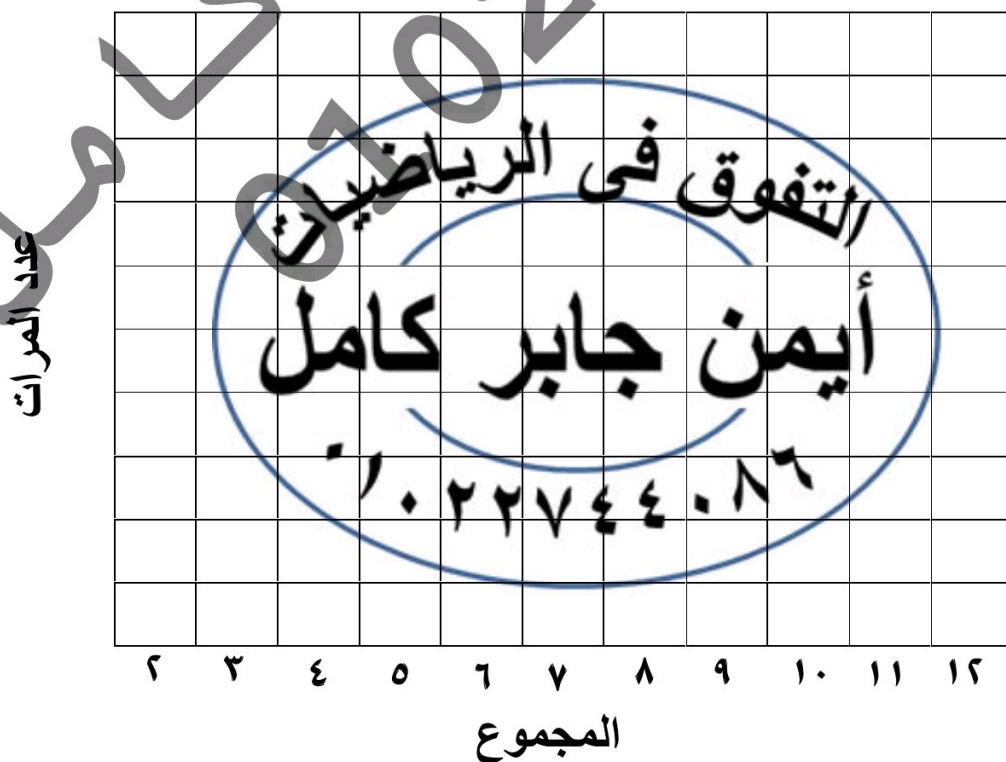 التفوق فى الرياضيات
أيمن جابر كامل
٠١٠٢٢٧٤٤٠٨٦
عدد المرات
٢ ٣ ٤ ٥ ٦ ٧ ٨ ٩ ١٠ ١١ ١٢
المجموع